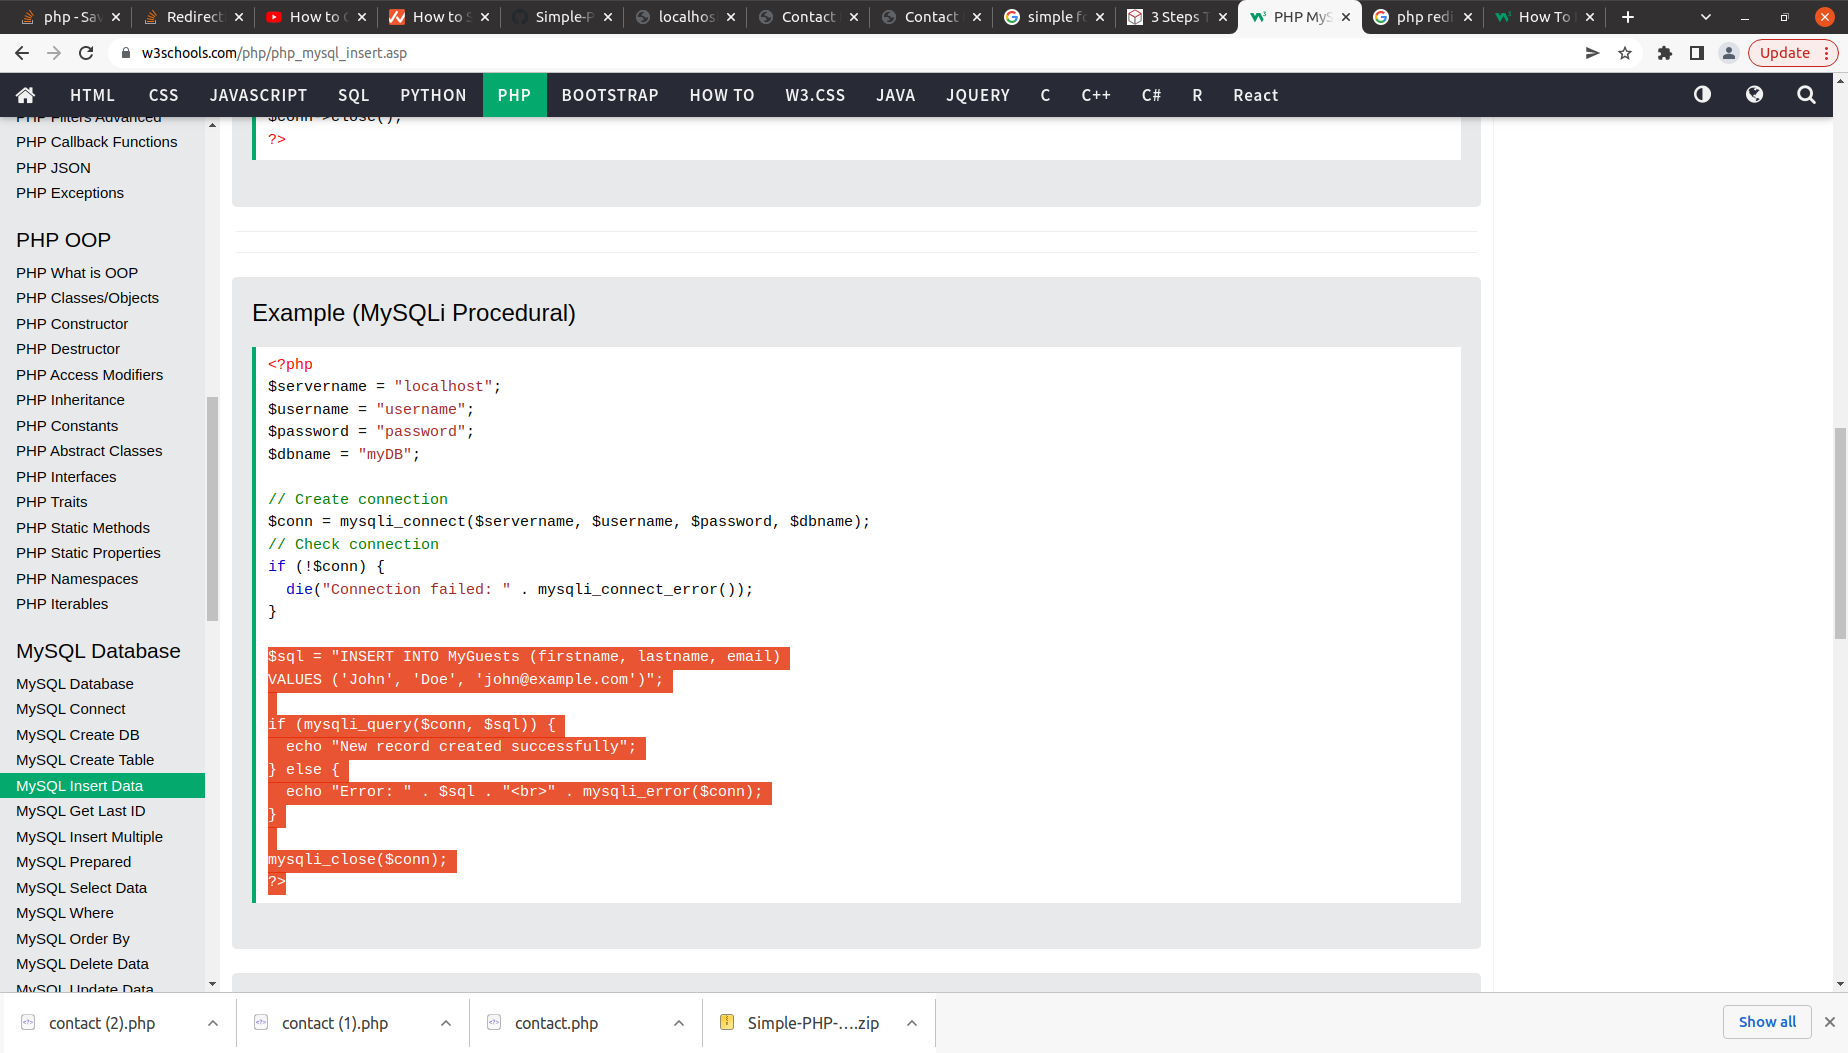 php - Sav
Redirect
How to C
How to S
Simple-P
localhos
Contact
Contact
simple fo
3 Steps T
PHP MyS
php redi
How To
w3schools.com/php/php_mysql_insert.asp
Update
HTML
CSS
JAVASCRIPT
SQL
PYTHON
PHP
BOOTSTRAP
HOW TO
W3.CSS
JAVA
JQUERY
C
C++
C#
R
React
PHP Filters Advanced
PHP Callback Functions
PHP JSON
PHP Exceptions
PHP OOP
PHP What is OOP
PHP Classes/Objects
PHP Constructor
PHP Destructor
PHP Access Modifiers
PHP Inheritance
PHP Constants
PHP Abstract Classes
PHP Interfaces
PHP Traits
PHP Static Methods
PHP Static Properties
PHP Namespaces
PHP Iterables
MySQL Database
MySQL Database
MySQL Connect
MySQL Create DB
MySQL Create Table
MySQL Insert Data
MySQL Get Last ID
MySQL Insert Multiple
MySQL Prepared
MySQL Select Data
MySQL Where
MySQL Order By
MySQL Delete Data
MySQL Update Data
$conn->close();
?>
Example (MySQLi Procedural)
<?php
$servername = "localhost";
$username = "username";
$password = "password";
$dbname = "myDB";
// Create connection
$conn = mysqli_connect($servername, $username, $password, $dbname);
// Check connection
if (!$conn) {
die("Connection failed: " . mysqli_connect_error());
}
$sql = "INSERT INTO MyGuests (firstname, lastname, email)
VALUES ('John', 'Doe', 'john@example.com')";
if (mysqli_query($conn, $sql)) {
echo "New record created successfully";
} else {
echo "Error: " . $sql . "<br>" . mysqli_error($conn);
}
mysqli_close($conn);
?>
contact (2).php
contact (1).php
contact.php
Simple-PHP-....zip
Show all